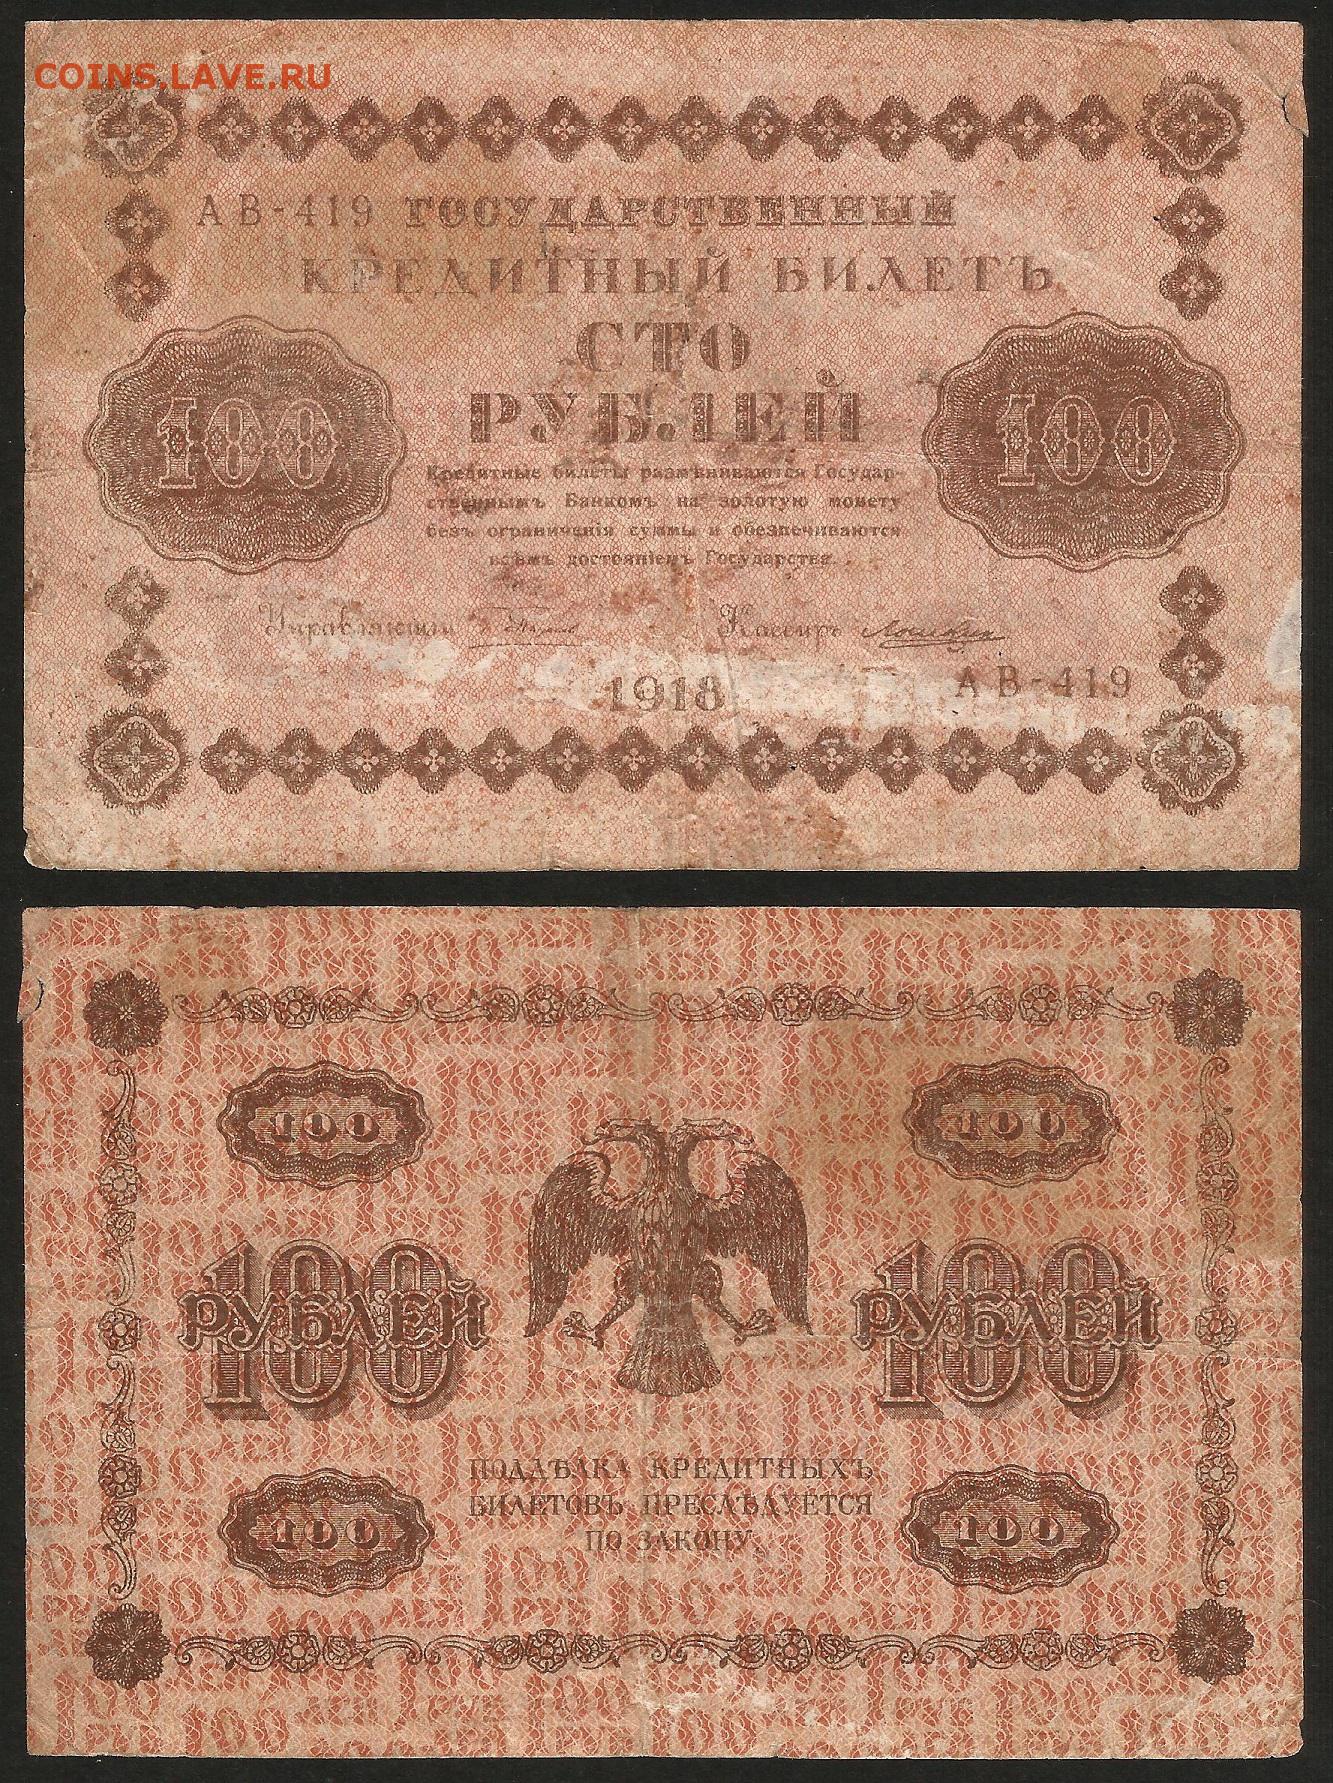 COINS.LAVE.RU
АВ-419 ГОСУДАРСТВЕННЫЙ
КРЕДИТНЫЙ БИЛЕТЪ
СТО
РУБЛЕЙ
100
100
Кредитные билеты размѣниваются Государ-
ственнымъ Банкомъ на золотую монету
безъ ограниченія суммы и обезпечиваются
всѣмъ достояніемъ Государства.
Управляющій
Кассиръ
1918
АВ-419
100
100
100 РУБЛЕЙ
100 РУБЛЕЙ
ПОДДѢЛКА КРЕДИТНЫХЪ
БИЛЕТОВЪ ПРЕСЛѢДУЕТСЯ
ПО ЗАКОНУ.
100
100